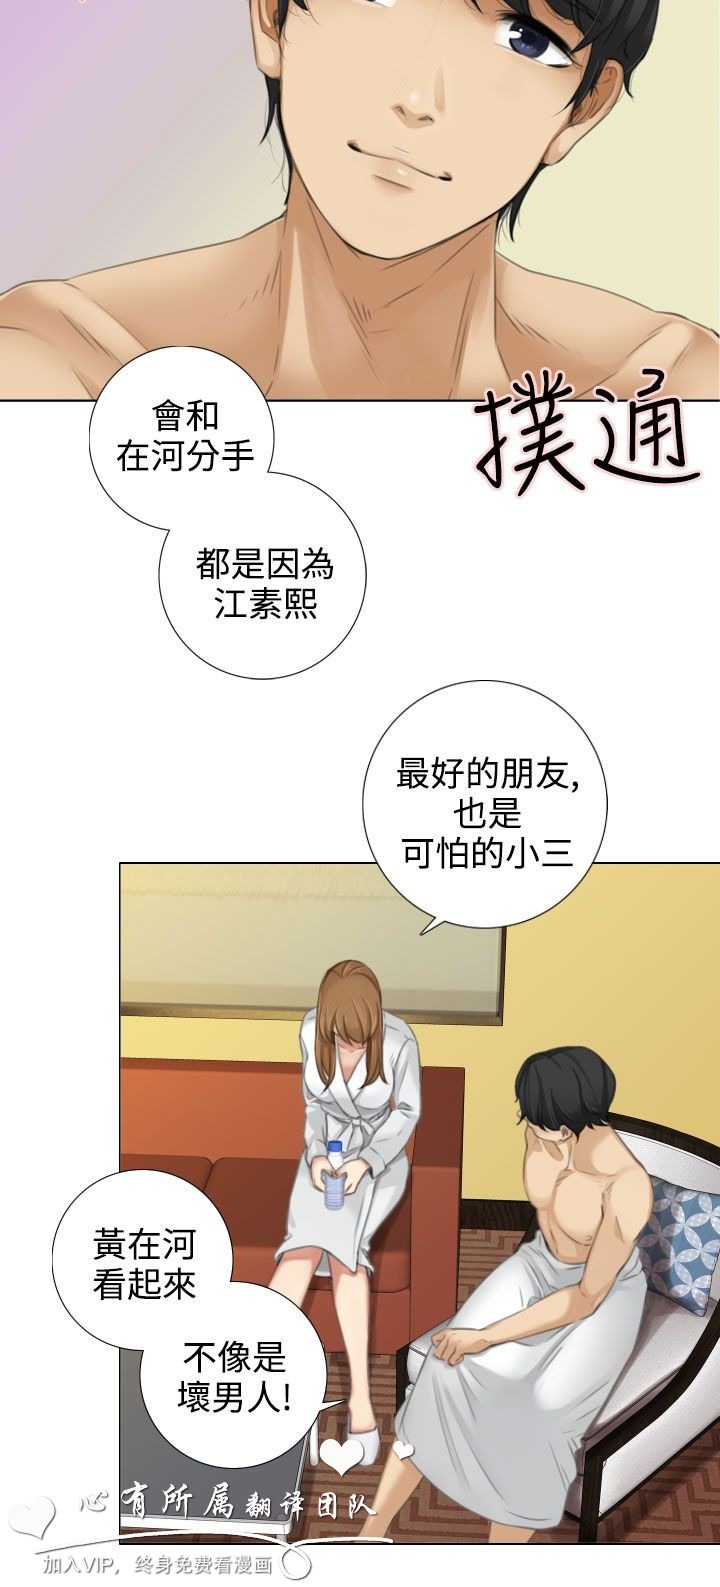 撲通
會和
在河分手
都是因為
江素熙
最好的朋友,
也是
可怕的小三
黃在河
看起來
不像是
壞男人!
心有所属翻译团队
加入VIP，终身免费看漫画